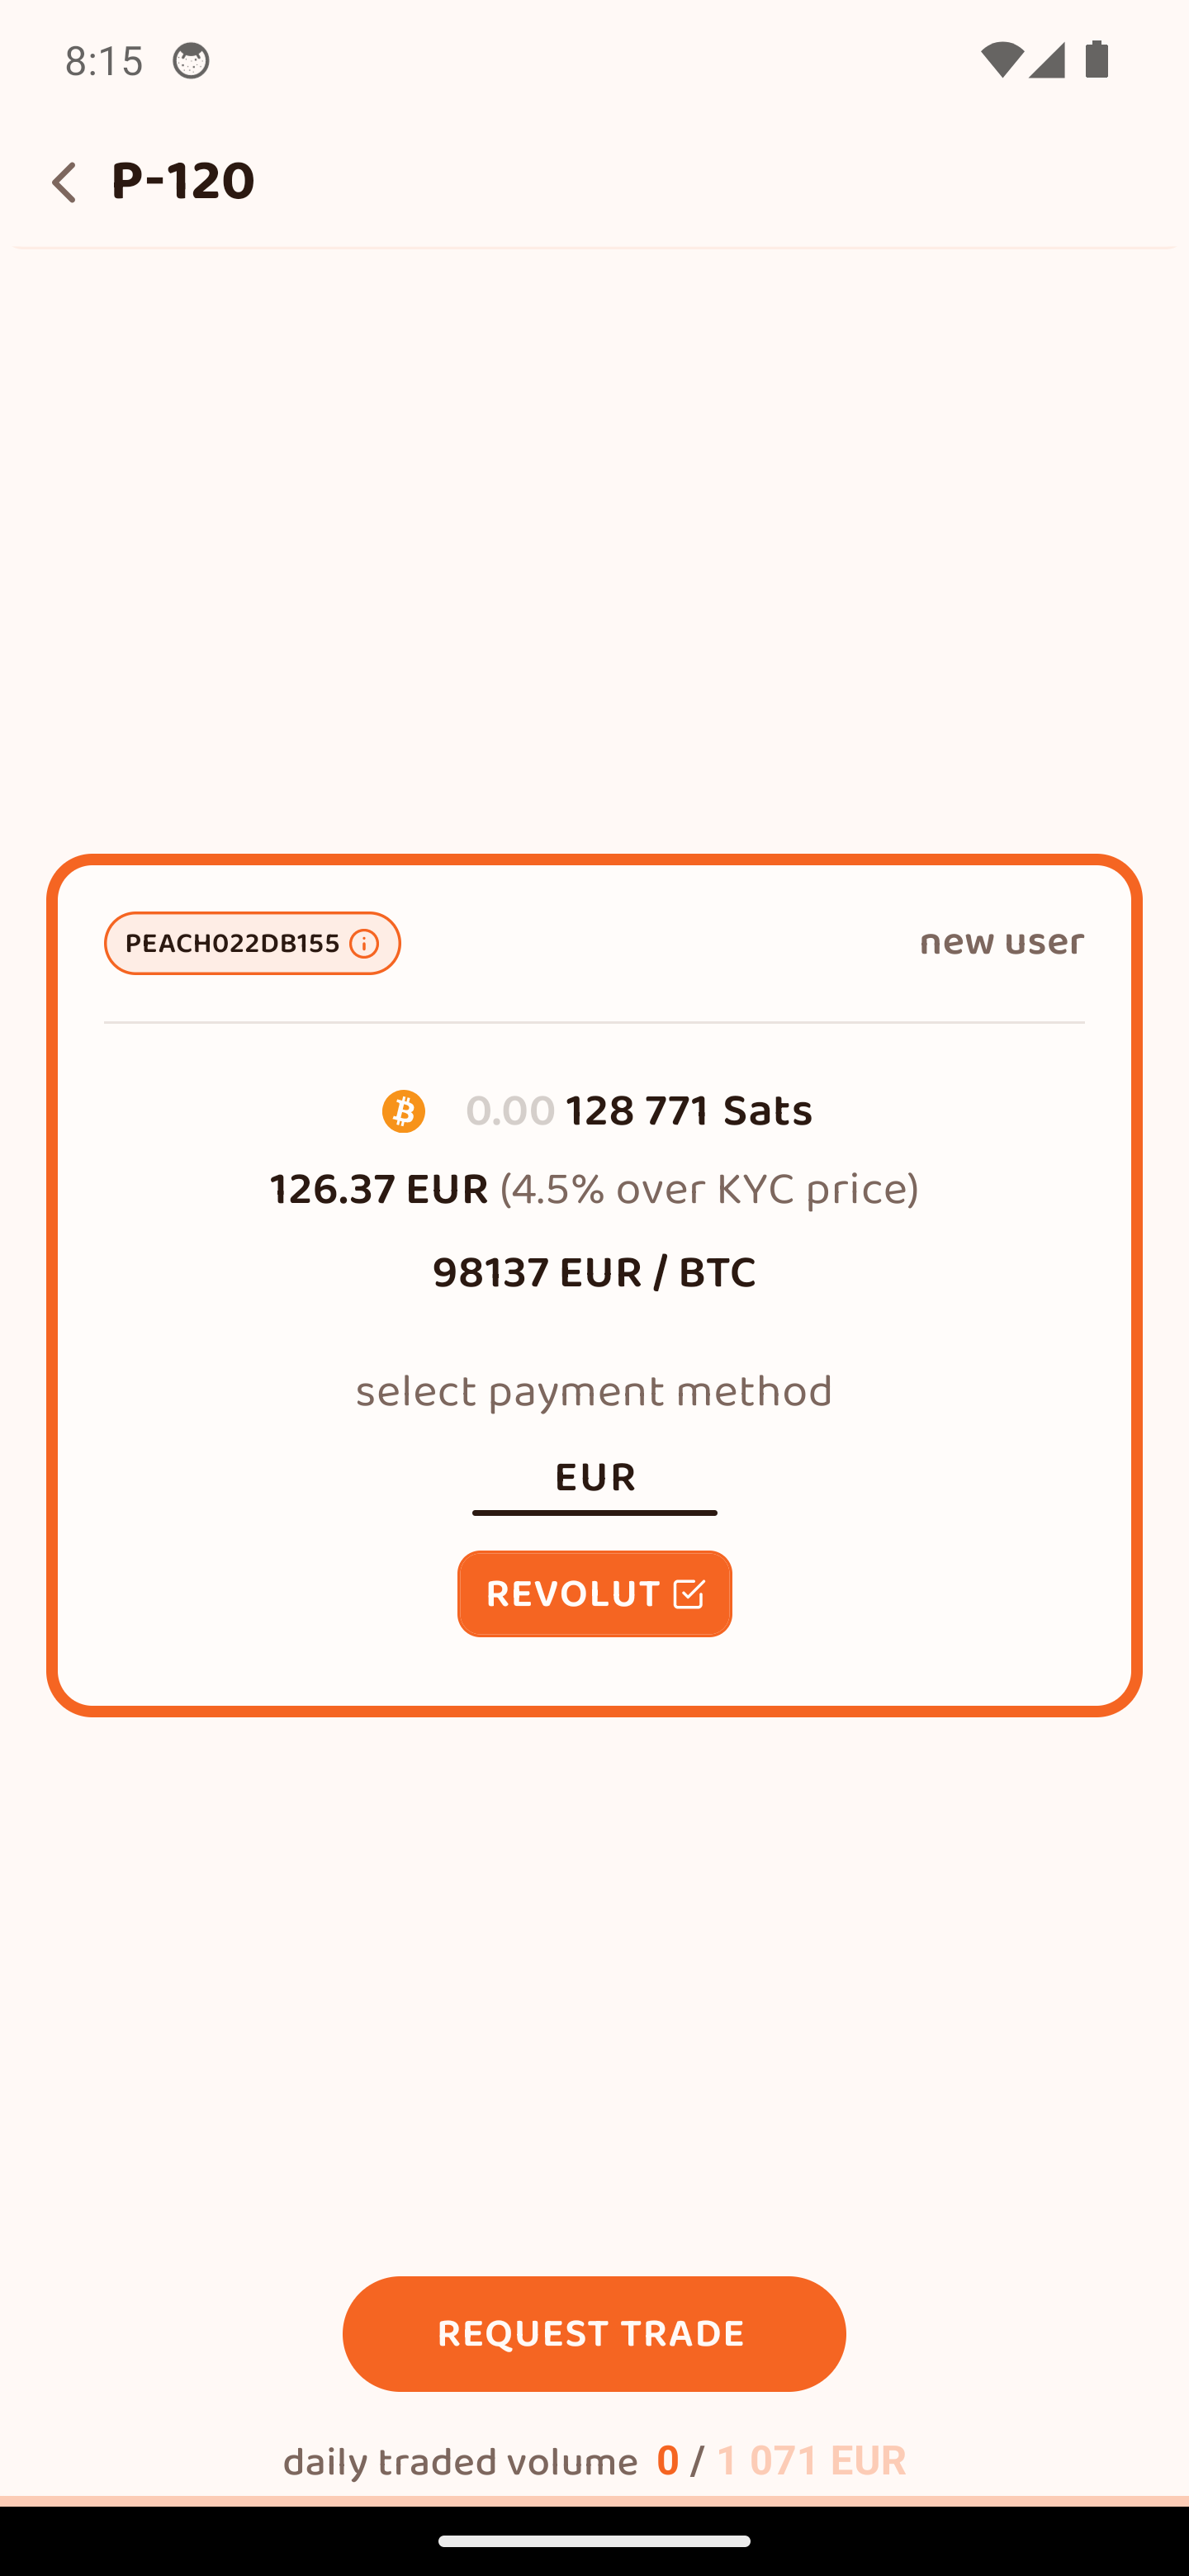 8:15
P-120
PEACH022DB155
new user
0.00 128 771 Sats
126.37 EUR (4.5% over KYC price)
98137 EUR / BTC
select payment method
EUR
REVOLUT
REQUEST TRADE
daily traded volume 0 / 1 071 EUR